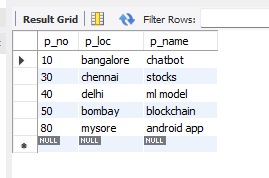 Result Grid Filter Rows:
p_no p_loc p_name
10 bangalore chatbot
30 chennai stocks
40 delhi ml model
50 bombay blockchain
80 mysore android app
NULL NULL NULL